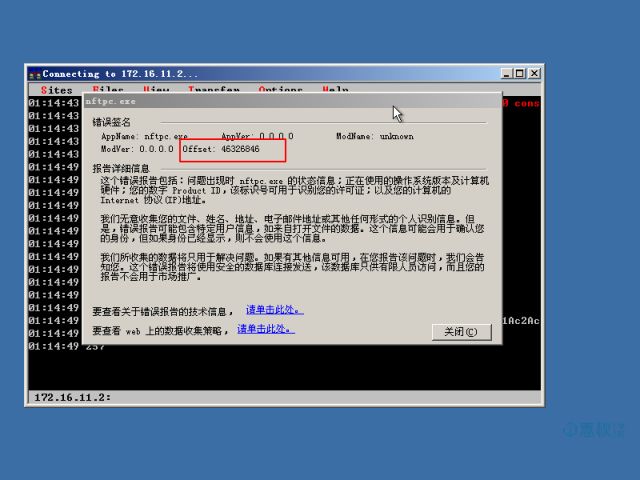 Connecting to 172.16.11.2...
Sites Files View Transfer Options Help
nftpc.exe
01:14:43 0 cons
01:14:43 错误签名
01:14:43 AppName: nftpc.exe AppVer: 0.0.0.0 ModName: unknown
01:14:43 ModVer: 0.0.0.0 Offset: 46326846
01:14:43 报告详细信息
01:14:49 这个错误报告包括：问题出现时 nftpc.exe 的状态信息；正在使用的操作系统版本及计算机
01:14:49 硬件；您的数字 Product ID，该标识号可用于识别您的许可证；以及您的计算机的
01:14:49 Internet 协议(IP)地址。
01:14:49 我们无意收集您的文件、姓名、地址、电子邮件地址或其他任何形式的个人识别信息。但
01:14:49 是，错误报告可能包含特定用户信息，如来自打开文件的数据。这个信息可能会用于确认您
01:14:49 的身份，但如果身份已经显示，则不会使用这个信息。
01:14:49 我们所收集的数据将只用于解决问题。如果有其他信息可用，在您报告该问题时，我们会告
01:14:49 知您。这个错误报告将使用安全的数据库连接发送，该数据库只供有限人员访问，而且您的
01:14:49 报告不会用于市场推广。
01:14:49 要查看关于错误报告的技术信息，请单击此处。
01:14:49 1Ac2Ac
01:14:49 要查看 web 上的数据收集策略，请单击此处。 关闭(C)
01:14:49 257
172.16.11.2: